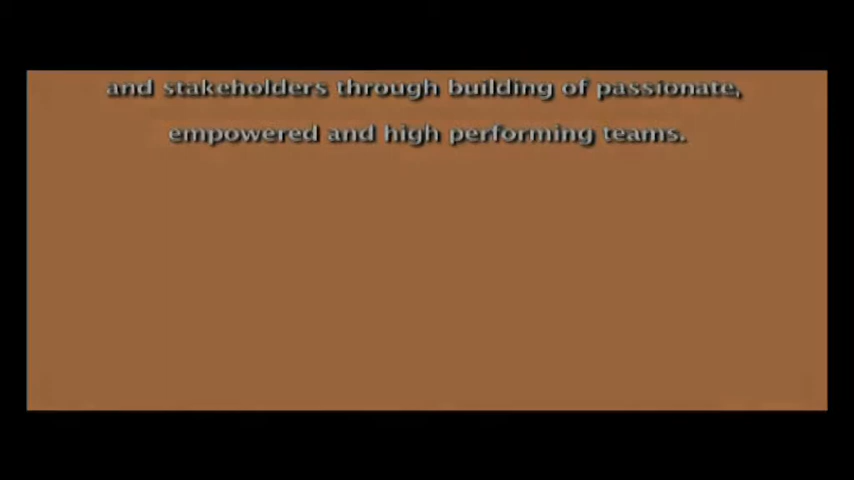 and stakeholders through building of passionate,
empowered and high performing teams.